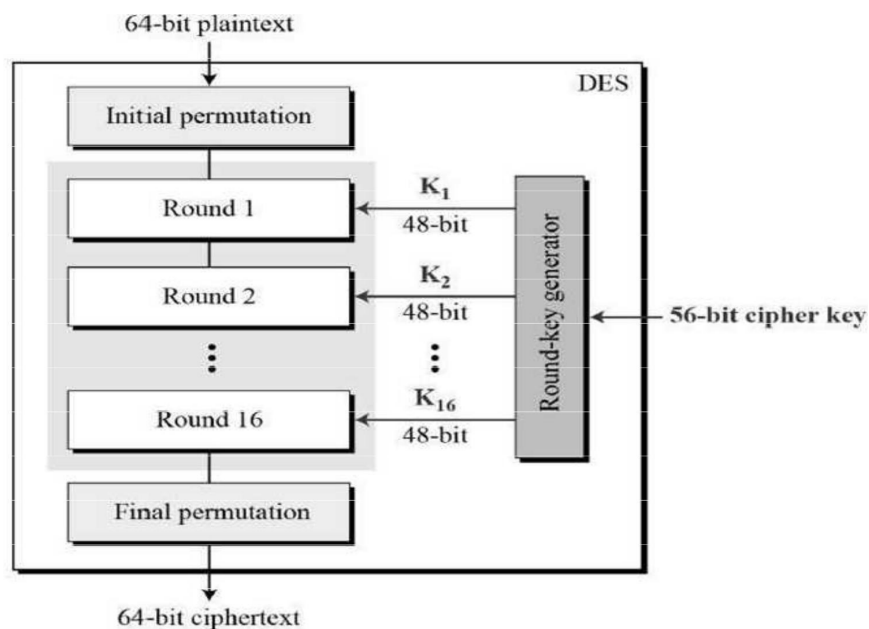 64-bit plaintext
DES
Initial permutation
Round 1
K1
48-bit
Round 2
K2
48-bit
Round-key generator
56-bit cipher key
Round 16
K16
48-bit
Final permutation
64-bit ciphertext